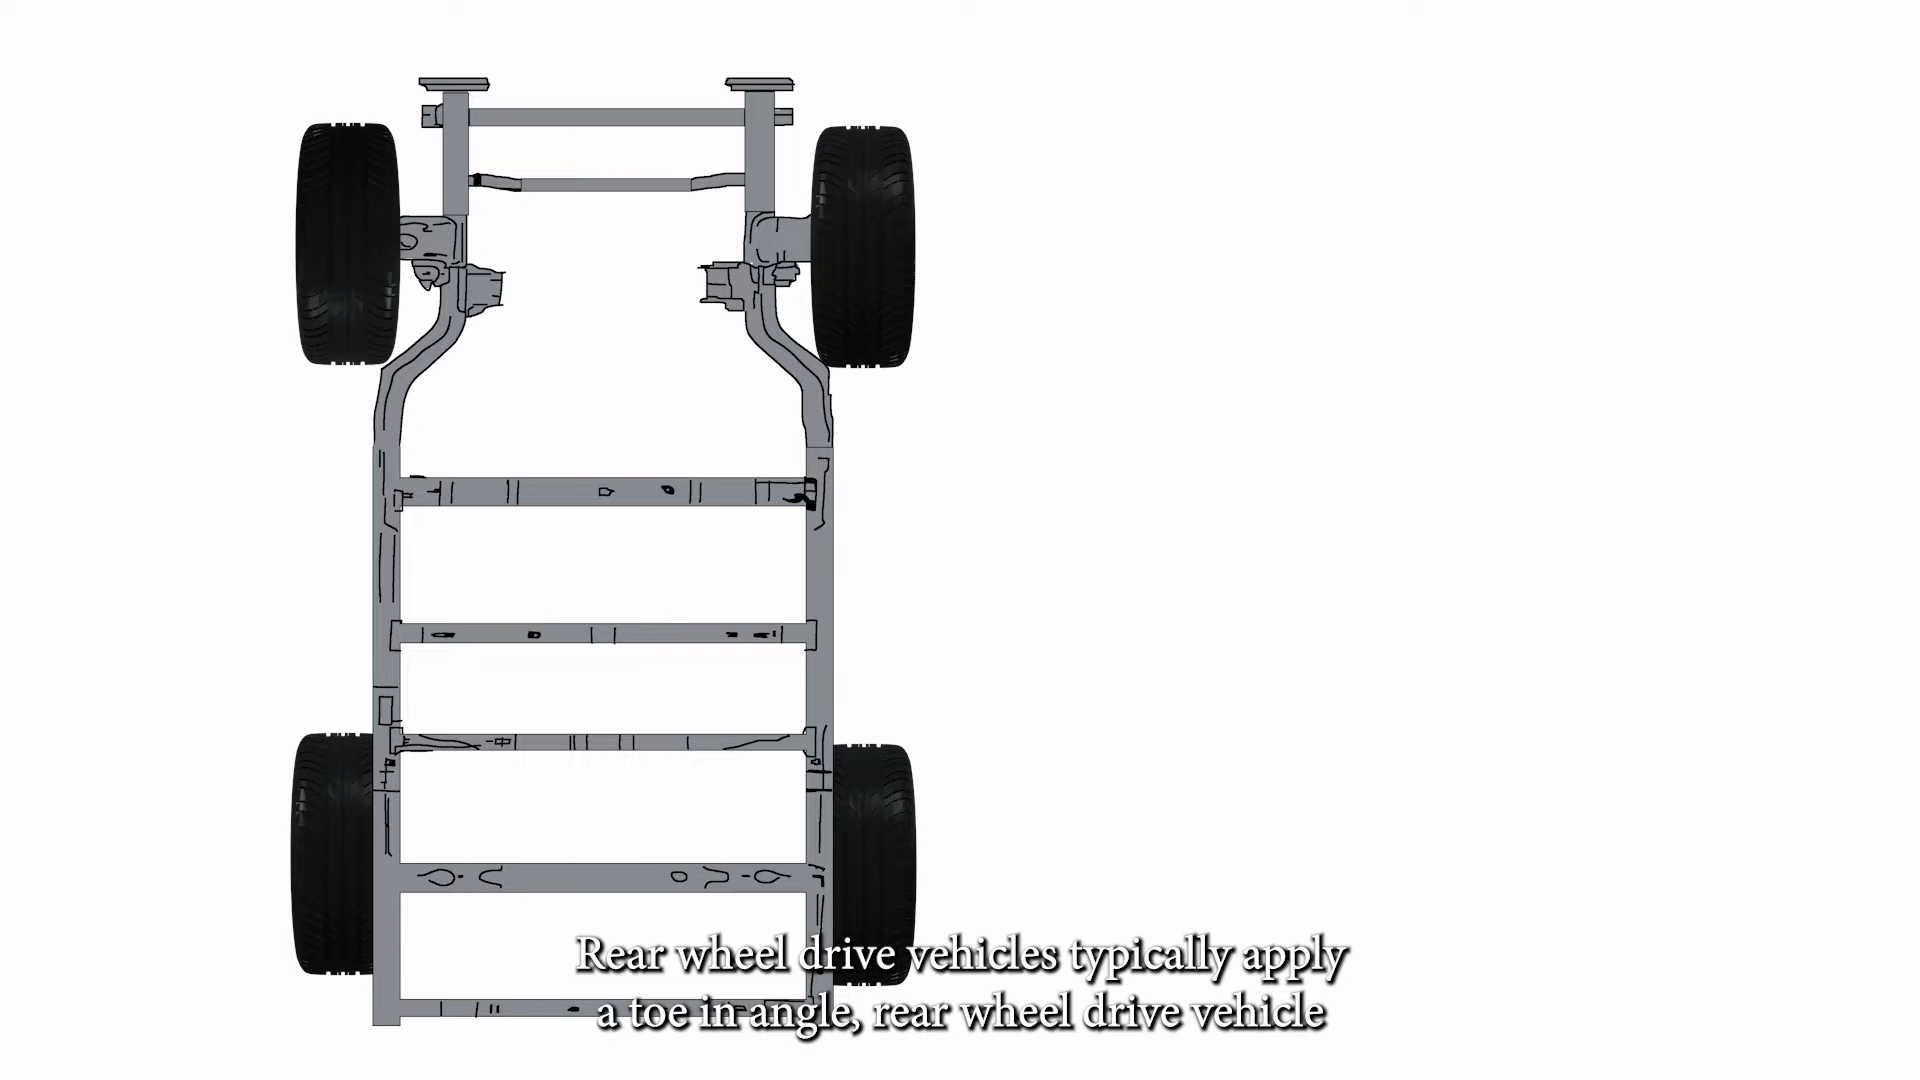 Rear wheel drive vehicles typically apply
a toe in angle, rear wheel drive vehicle